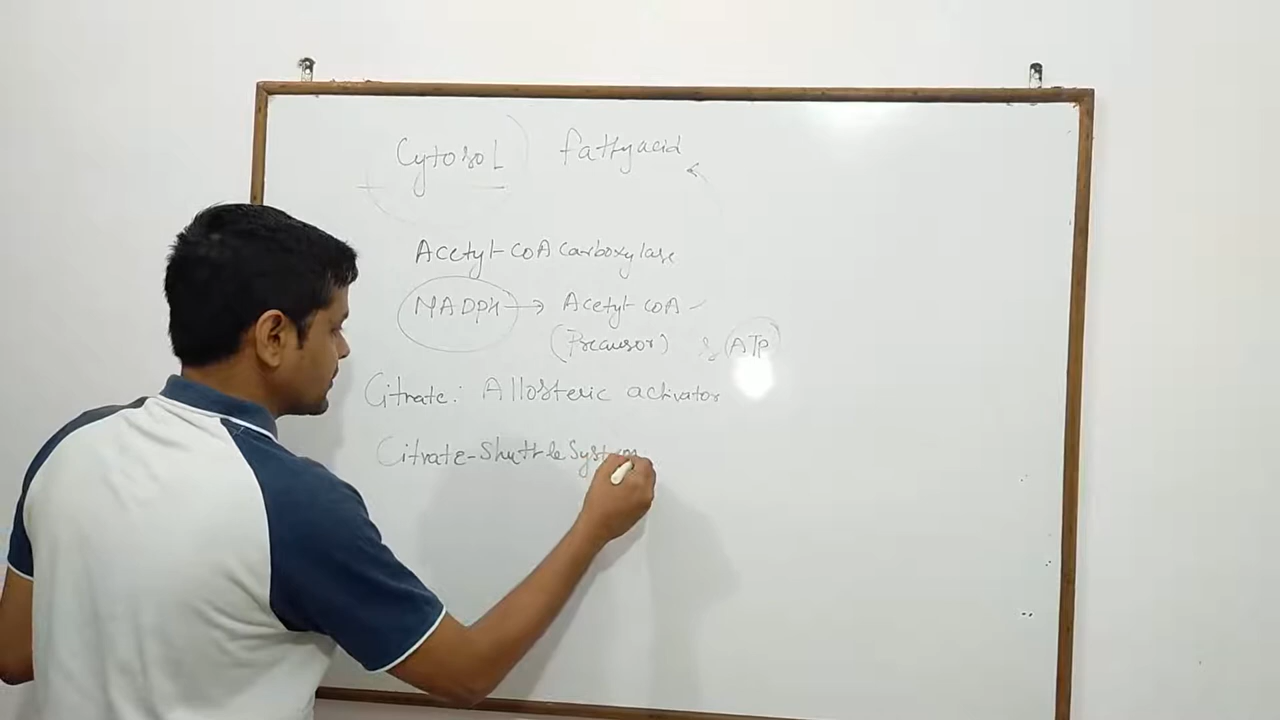 Cytosol fattyacid
Acetyl-CoA carboxylase
NADPH → Acetyl-CoA -
(Precursor) & ATP
Citrate: Allosteric activator
Citrate-Shuttle System